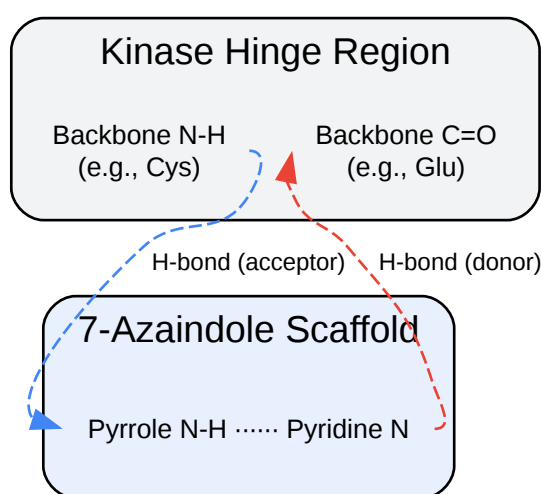 Kinase Hinge Region
Backbone N-H
(e.g., Cys)
Backbone C=O
(e.g., Glu)
H-bond (acceptor)
H-bond (donor)
7-Azaindole Scaffold
Pyrrole N-H ······ Pyridine N